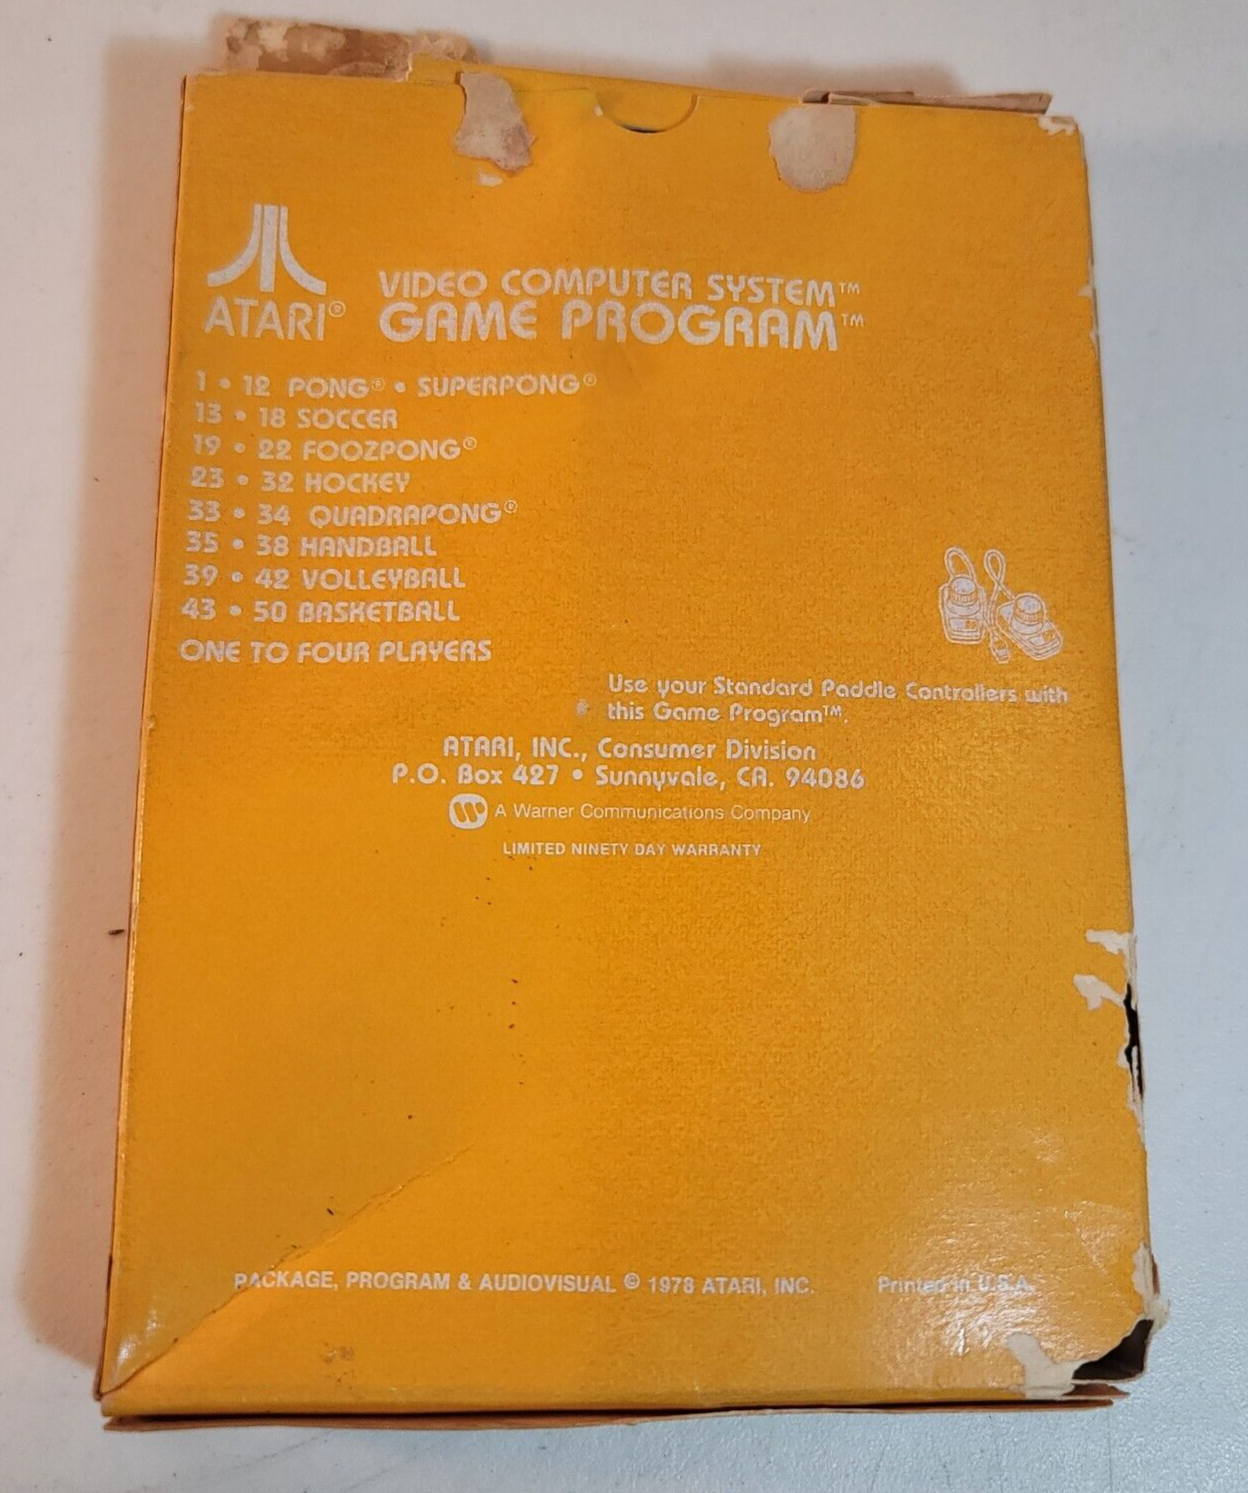 ATARI®
VIDEO COMPUTER SYSTEM™
GAME PROGRAM™
1 • 12 PONG® • SUPERPONG®
13 • 18 SOCCER
19 • 22 FOOZPONG®
23 • 32 HOCKEY
33 • 34 QUADRAPONG®
35 • 38 HANDBALL
39 • 42 VOLLEYBALL
43 • 50 BASKETBALL
ONE TO FOUR PLAYERS
Use your Standard Paddle Controllers with
this Game Program™.
ATARI, INC., Consumer Division
P.O. Box 427 • Sunnyvale, CA. 94086
A Warner Communications Company
LIMITED NINETY DAY WARRANTY
PACKAGE, PROGRAM & AUDIOVISUAL © 1978 ATARI, INC. Printed in U.S.A.